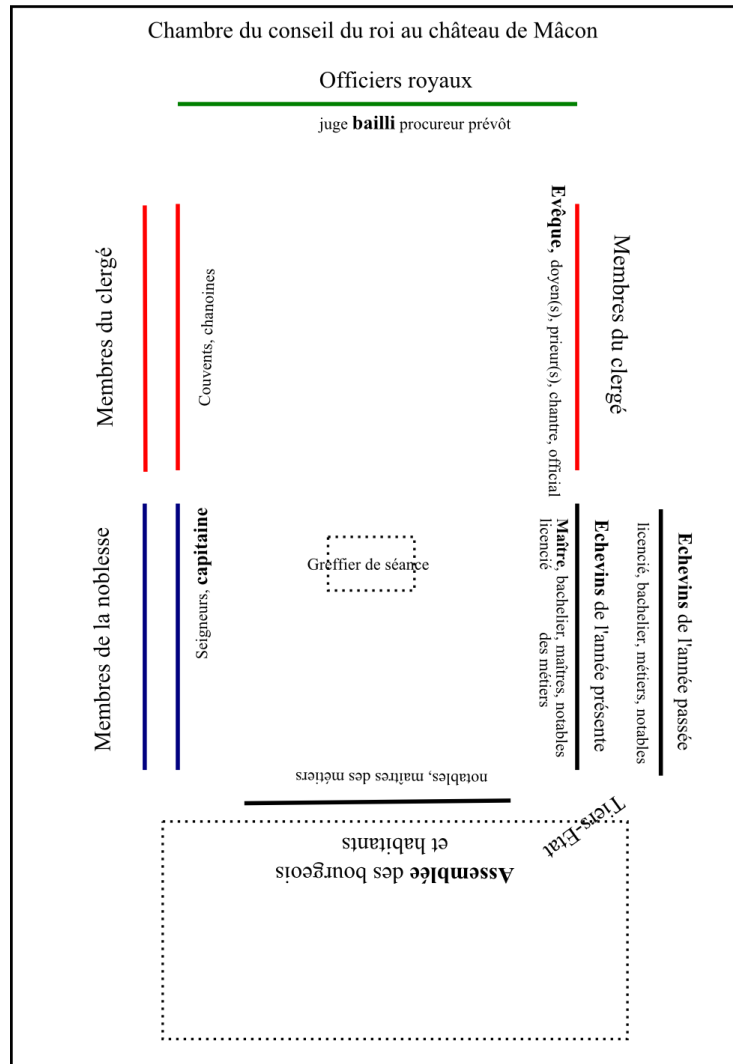 Chambre du conseil du roi au château de Mâcon
Officiers royaux
juge bailli procureur prévôt
Membres du clergé
Couvents, chanoines
Evêque, doyen(s), prieur(s), chantre, official
Membres du clergé
Membres de la noblesse
Seigneurs, capitaine
Greffier de séance
Maître, bachelier, maîtres, notables
licencié des métiers
Echevins de l'année présente
licencié, bachelier, métiers, notables
Echevins de l'année passée
notables, maîtres des métiers
Tiers-Etat
Assemblée des bourgeois
et habitants